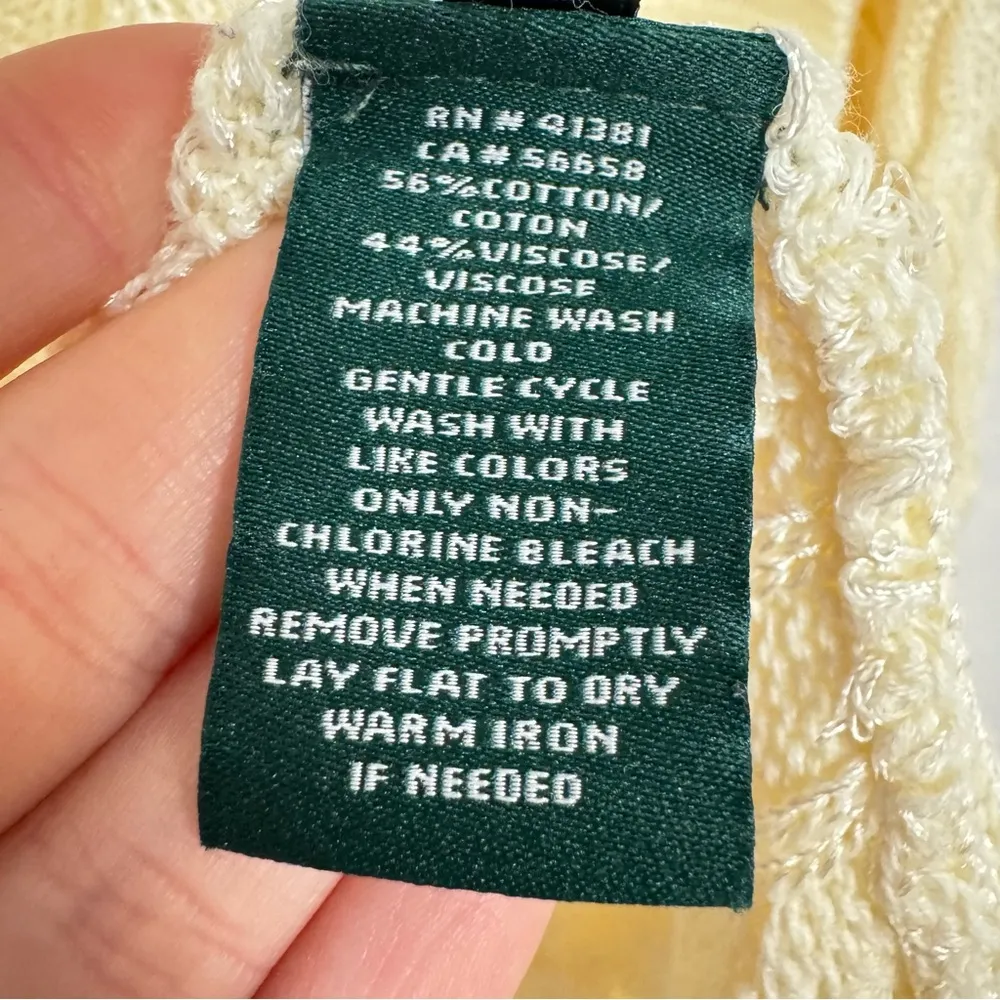 RN # 41381
CA # 56658
56%COTTON/
COTON
44%VISCOSE/
VISCOSE
MACHINE WASH
COLD
GENTLE CYCLE
WASH WITH
LIKE COLORS
ONLY NON-
CHLORINE BLEACH
WHEN NEEDED
REMOVE PROMPTLY
LAY FLAT TO DRY
WARM IRON
IF NEEDED